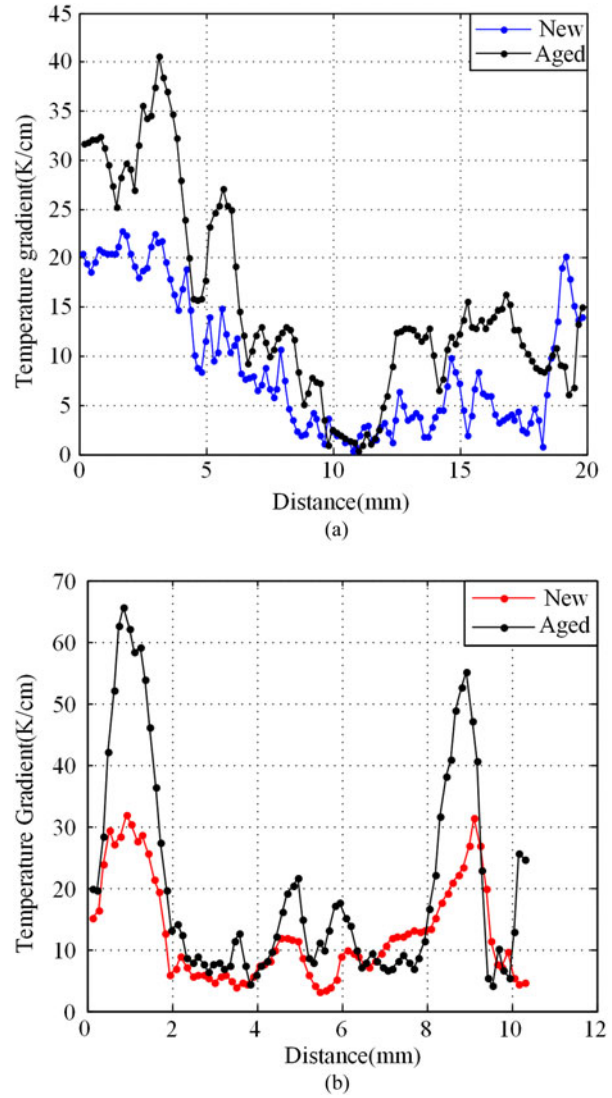 45
40
35
30
25
20
15
10
5
0
Temperature gradient(K/cm)
New
Aged
0 5 10 15 20
Distance(mm)
(a)
70
60
50
40
30
20
10
0
Temperature Gradient(K/cm)
New
Aged
0 2 4 6 8 10 12
Distance(mm)
(b)